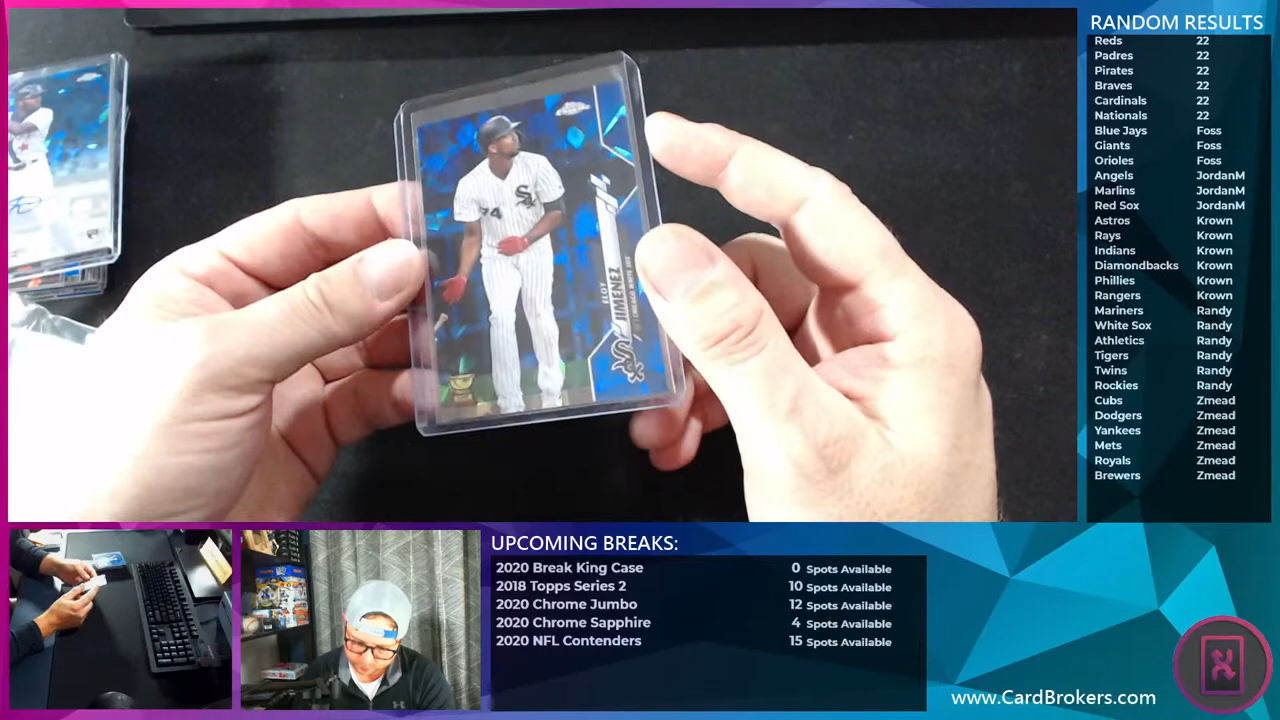 RANDOM RESULTS
Reds 22
Padres 22
Pirates 22
Braves 22
Cardinals 22
Nationals 22
Blue Jays Foss
Giants Foss
Orioles Foss
Angels JordanM
Marlins JordanM
Red Sox JordanM
Astros Krown
Rays Krown
Indians Krown
Diamondbacks Krown
Phillies Krown
Rangers Krown
Mariners Randy
White Sox Randy
Athletics Randy
Tigers Randy
Twins Randy
Rockies Randy
Cubs Zmead
Dodgers Zmead
Yankees Zmead
Mets Zmead
Royals Zmead
Brewers Zmead
ELOY
JIMENEZ
CHICAGO WHITE SOX
Sox
74
UPCOMING BREAKS:
2020 Break King Case 0 Spots Available
2018 Topps Series 2 10 Spots Available
2020 Chrome Jumbo 12 Spots Available
2020 Chrome Sapphire 4 Spots Available
2020 NFL Contenders 15 Spots Available
www.CardBrokers.com